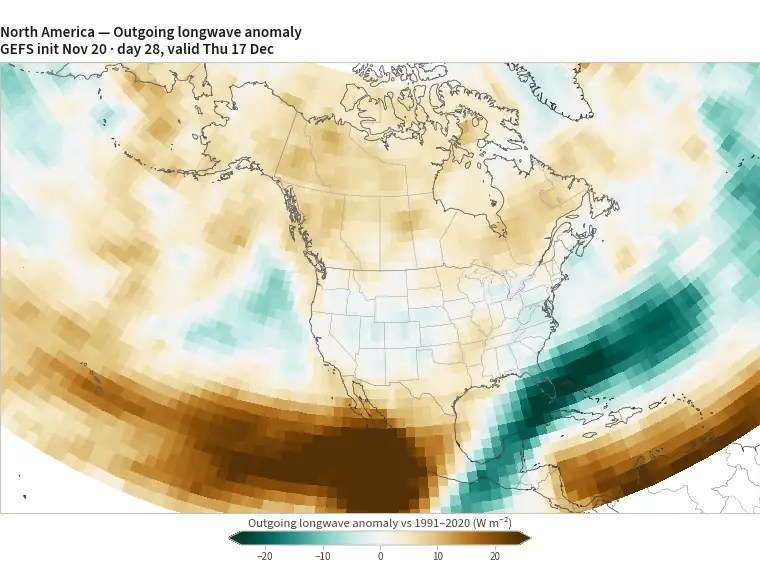 North America — Outgoing longwave anomaly
GEFS init Nov 20 · day 28, valid Thu 17 Dec
Outgoing longwave anomaly vs 1991–2020 (W m⁻²)
−20 −10 0 10 20